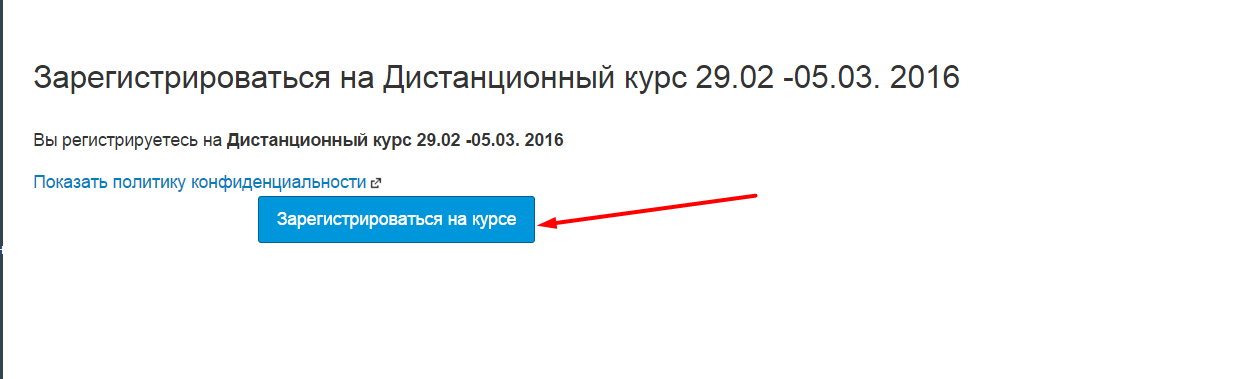 Зарегистрироваться на Дистанционный курс 29.02 -05.03. 2016
Вы регистрируетесь на Дистанционный курс 29.02 -05.03. 2016
Показать политику конфиденциальности
Зарегистрироваться на курсе